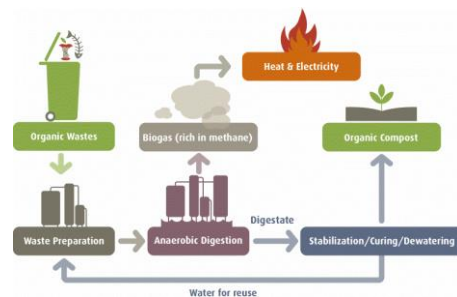 Heat & Electricity
Organic Wastes
Biogas (rich in methane)
Organic Compost
Digestate
Waste Preparation
Anaerobic Digestion
Stabilization/Curing/Dewatering
Water for reuse